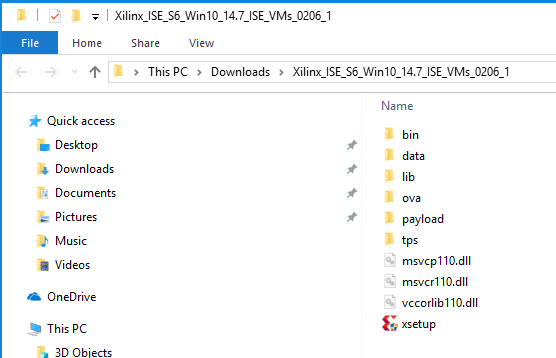 Xilinx_ISE_S6_Win10_14.7_ISE_VMs_0206_1
File Home Share View
This PC Downloads Xilinx_ISE_S6_Win10_14.7_ISE_VMs_0206_1
Name
Quick access
Desktop
Downloads
Documents
Pictures
Music
Videos
OneDrive
This PC
3D Objects
bin
data
lib
ova
payload
tps
msvcp110.dll
msvcr110.dll
vccorlib110.dll
xsetup